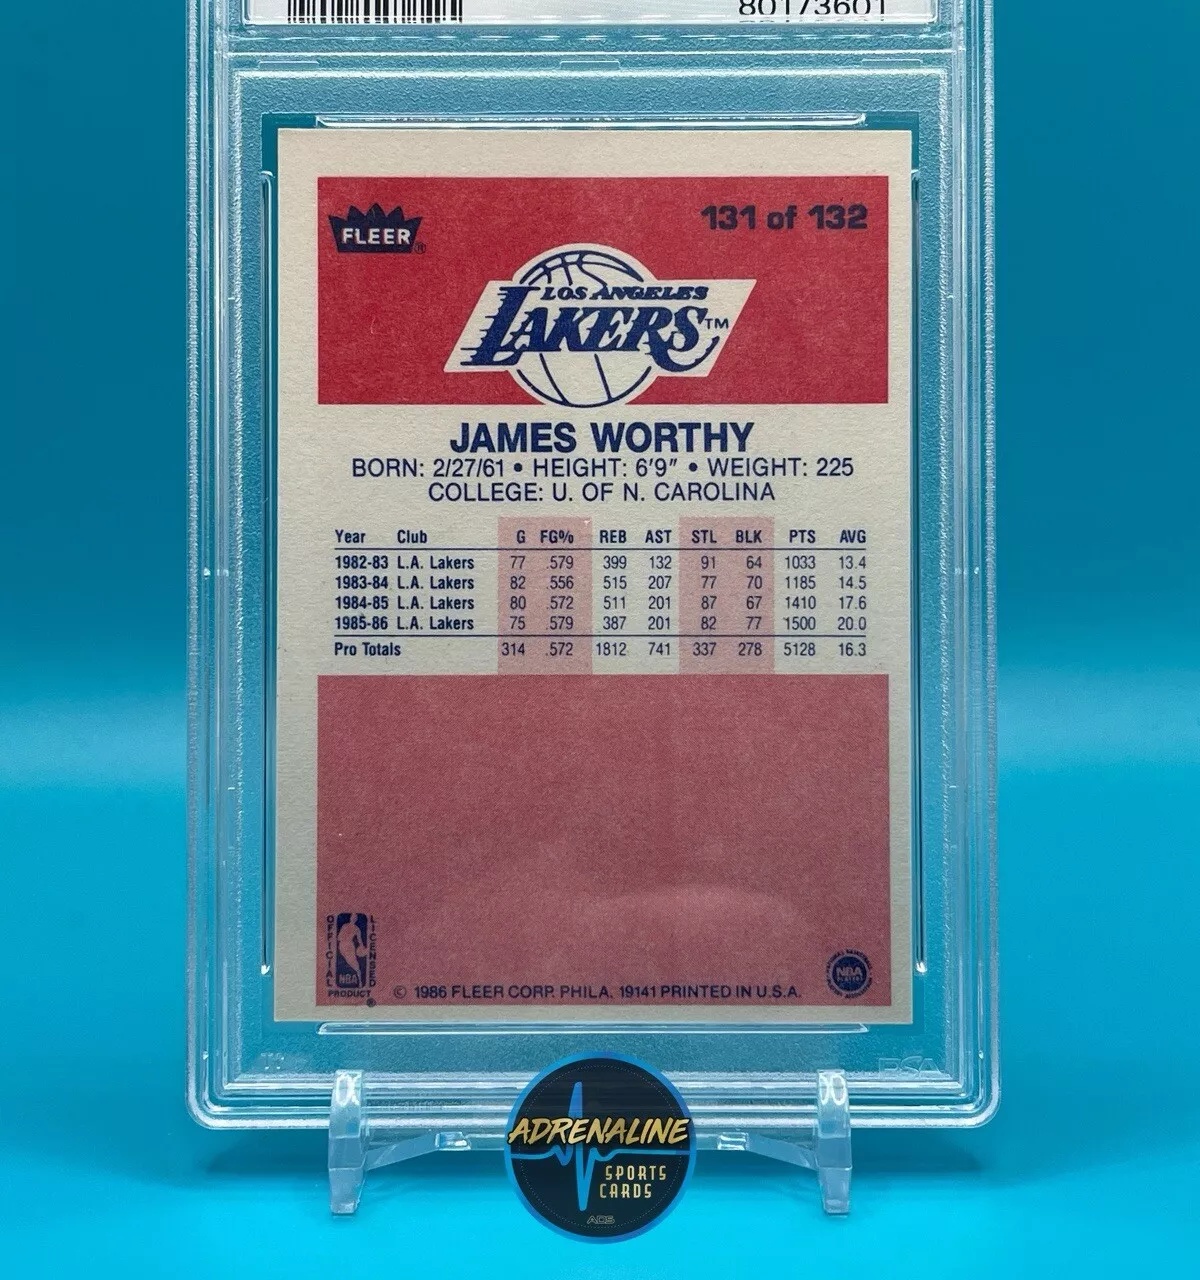 80173601
FLEER®
131 of 132
LOS ANGELES
LAKERS™
JAMES WORTHY
BORN: 2/27/61 • HEIGHT: 6'9" • WEIGHT: 225
COLLEGE: U. OF N. CAROLINA
Year Club G FG% REB AST STL BLK PTS AVG
1982-83 L.A. Lakers 77 .579 399 132 91 64 1033 13.4
1983-84 L.A. Lakers 82 .556 515 207 77 70 1185 14.5
1984-85 L.A. Lakers 80 .572 511 201 87 67 1410 17.6
1985-86 L.A. Lakers 75 .579 387 201 82 77 1500 20.0
Pro Totals 314 .572 1812 741 337 278 5128 16.3
OFFICIAL
LICENSED
NBA
PRODUCT ®
© 1986 FLEER CORP. PHILA. 19141 PRINTED IN U.S.A.
NBA
PSA
ADRENALINE
SPORTS
CARDS
ACS